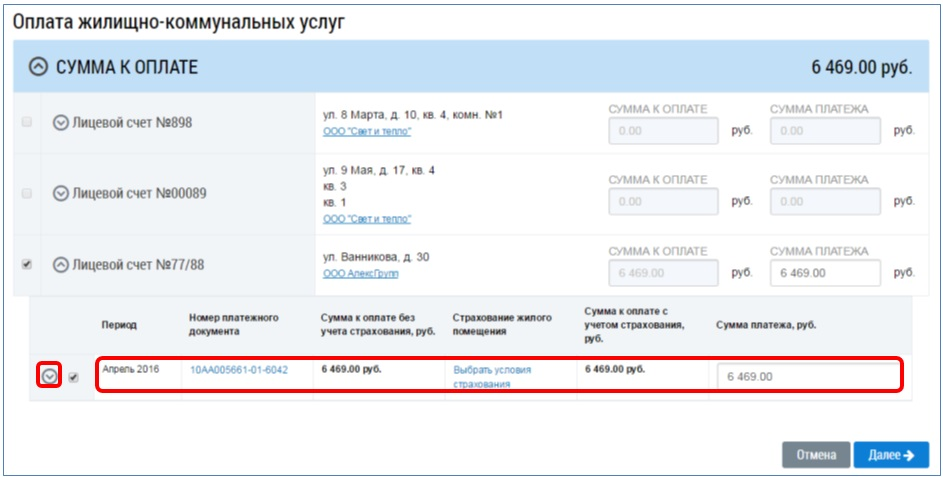 Оплата жилищно-коммунальных услуг
СУММА К ОПЛАТЕ 6 469.00 руб.
Лицевой счет №898
ул. 8 Марта, д. 10, кв. 4, комн. №1
ООО "Свет и тепло"
СУММА К ОПЛАТЕ СУММА ПЛАТЕЖА
0.00 руб. 0.00 руб.
Лицевой счет №00089
ул. 9 Мая, д. 17, кв. 4
кв. 3
кв. 1
ООО "Свет и тепло"
СУММА К ОПЛАТЕ СУММА ПЛАТЕЖА
0.00 руб. 0.00 руб.
Лицевой счет №77/88
ул. Ванникова, д. 30
ООО АлексГрупп
СУММА К ОПЛАТЕ СУММА ПЛАТЕЖА
6 469.00 руб. 6 469.00 руб.
Период
Номер платежного
документа
Сумма к оплате без
учета страхования, руб.
Страхование жилого
помещения
Сумма к оплате с
учетом страхования,
руб.
Сумма платежа, руб.
Апрель 2016
10АА005661-01-6042
6 469.00 руб.
Выбрать условия
страхования
6 469.00 руб.
6 469.00
Отмена Далее